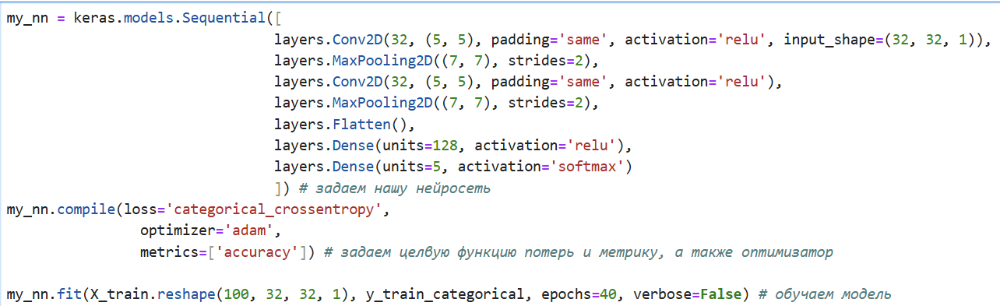 my_nn = keras.models.Sequential([
layers.Conv2D(32, (5, 5), padding='same', activation='relu', input_shape=(32, 32, 1)),
layers.MaxPooling2D((7, 7), strides=2),
layers.Conv2D(32, (5, 5), padding='same', activation='relu'),
layers.MaxPooling2D((7, 7), strides=2),
layers.Flatten(),
layers.Dense(units=128, activation='relu'),
layers.Dense(units=5, activation='softmax')
]) # задаем нашу нейросеть
my_nn.compile(loss='categorical_crossentropy',
optimizer='adam',
metrics=['accuracy']) # задаем целвую функцию потерь и метрику, а также оптимизатор
my_nn.fit(X_train.reshape(100, 32, 32, 1), y_train_categorical, epochs=40, verbose=False) # обучаем модель